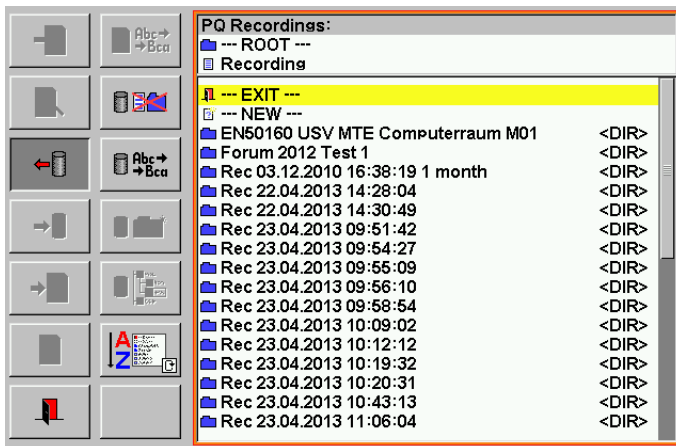 Abc→
→Bca
Abc→
→Bca
A
Z
PQ Recordings:
--- ROOT ---
Recording
--- EXIT ---
--- NEW ---
EN50160 USV MTE Computerraum M01 <DIR>
Forum 2012 Test 1 <DIR>
Rec 03.12.2010 16:38:19 1 month <DIR>
Rec 22.04.2013 14:28:04 <DIR>
Rec 22.04.2013 14:30:49 <DIR>
Rec 23.04.2013 09:51:42 <DIR>
Rec 23.04.2013 09:54:27 <DIR>
Rec 23.04.2013 09:55:09 <DIR>
Rec 23.04.2013 09:56:10 <DIR>
Rec 23.04.2013 09:58:54 <DIR>
Rec 23.04.2013 10:09:02 <DIR>
Rec 23.04.2013 10:12:12 <DIR>
Rec 23.04.2013 10:19:32 <DIR>
Rec 23.04.2013 10:20:31 <DIR>
Rec 23.04.2013 10:43:13 <DIR>
Rec 23.04.2013 11:06:04 <DIR>